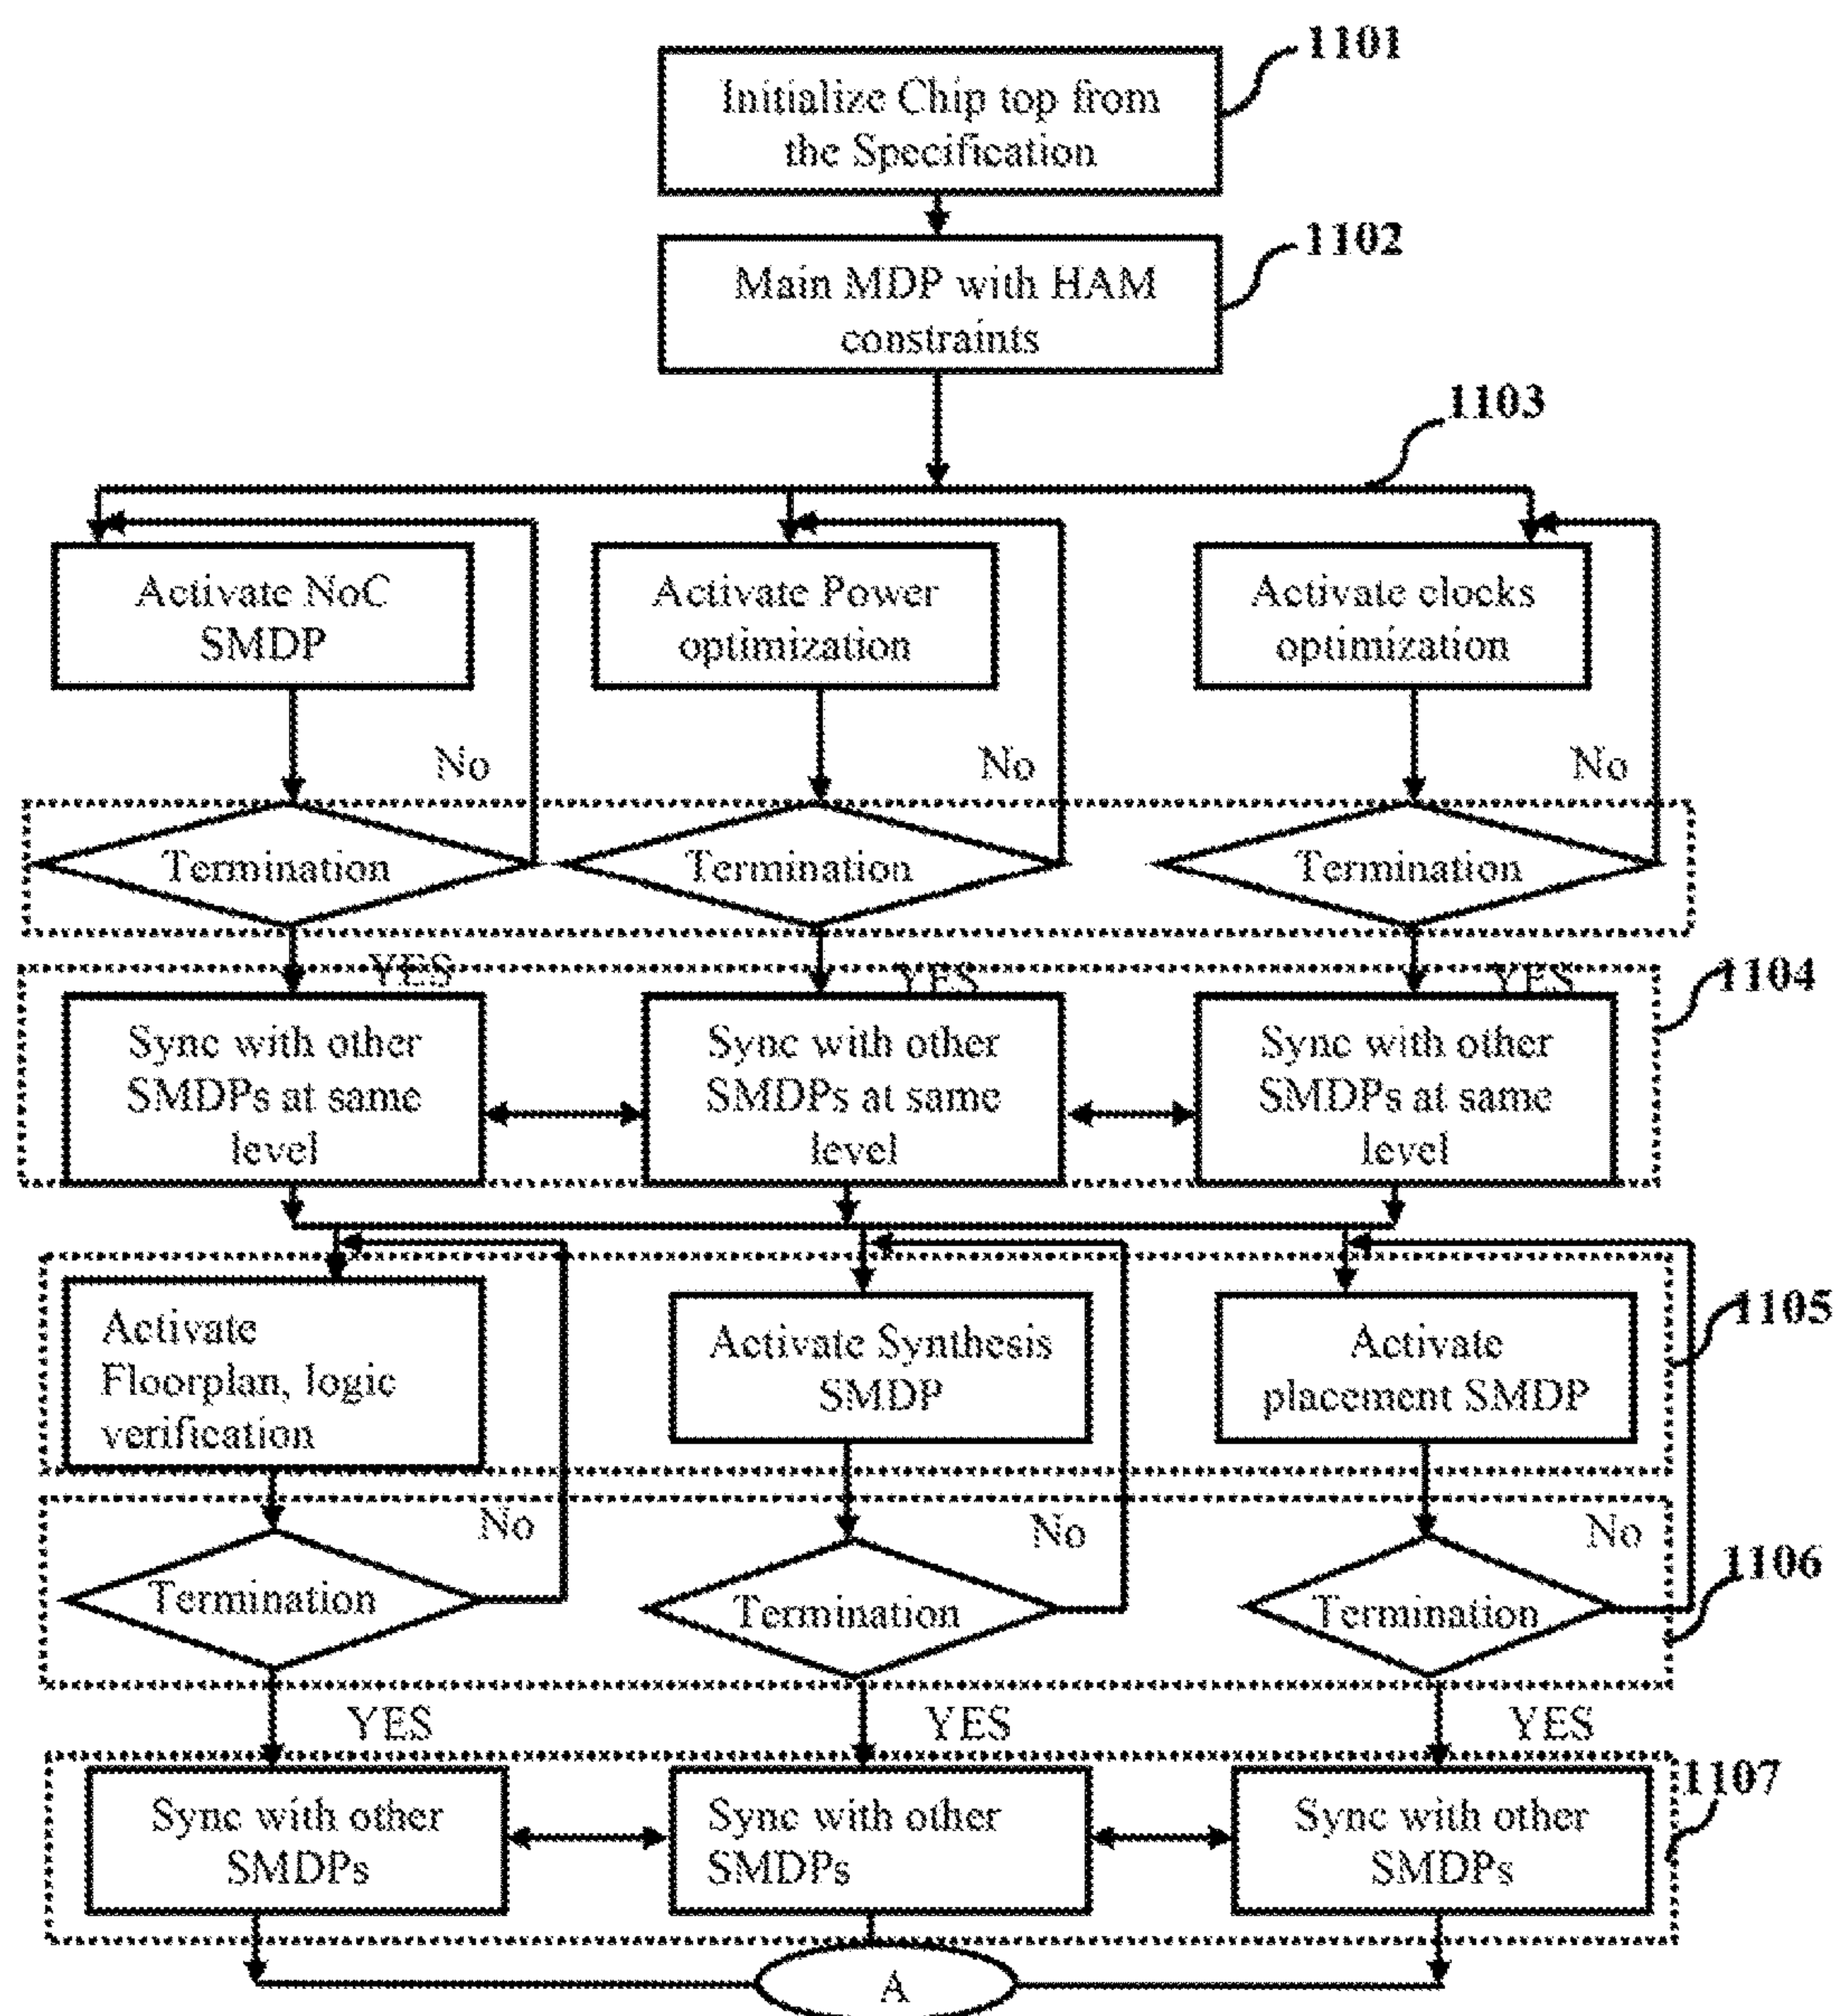 1101
Initialize Chip top from
the Specification
1102
Main MDP with HAM
constraints
1103
Activate NoC
SMDP
Activate Power
optimization
Activate clocks
optimization
No
No
No
Termination
Termination
Termination
YES
YES
YES
1104
Sync with other
SMDPs at same
level
Sync with other
SMDPs at same
level
Sync with other
SMDPs at same
level
1105
Activate
Floorplan, logic
verification
Activate Synthesis
SMDP
Activate
placement SMDP
No
No
No
1106
Termination
Termination
Termination
YES
YES
YES
1107
Sync with other
SMDPs
Sync with other
SMDPs
Sync with other
SMDPs
A